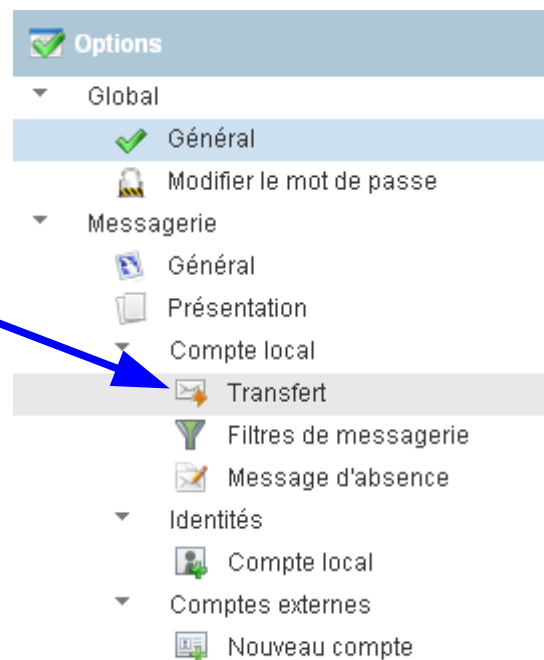 Options
Global
Général
Modifier le mot de passe
Messagerie
Général
Présentation
Compte local
Transfert
Filtres de messagerie
Message d'absence
Identités
Compte local
Comptes externes
Nouveau compte